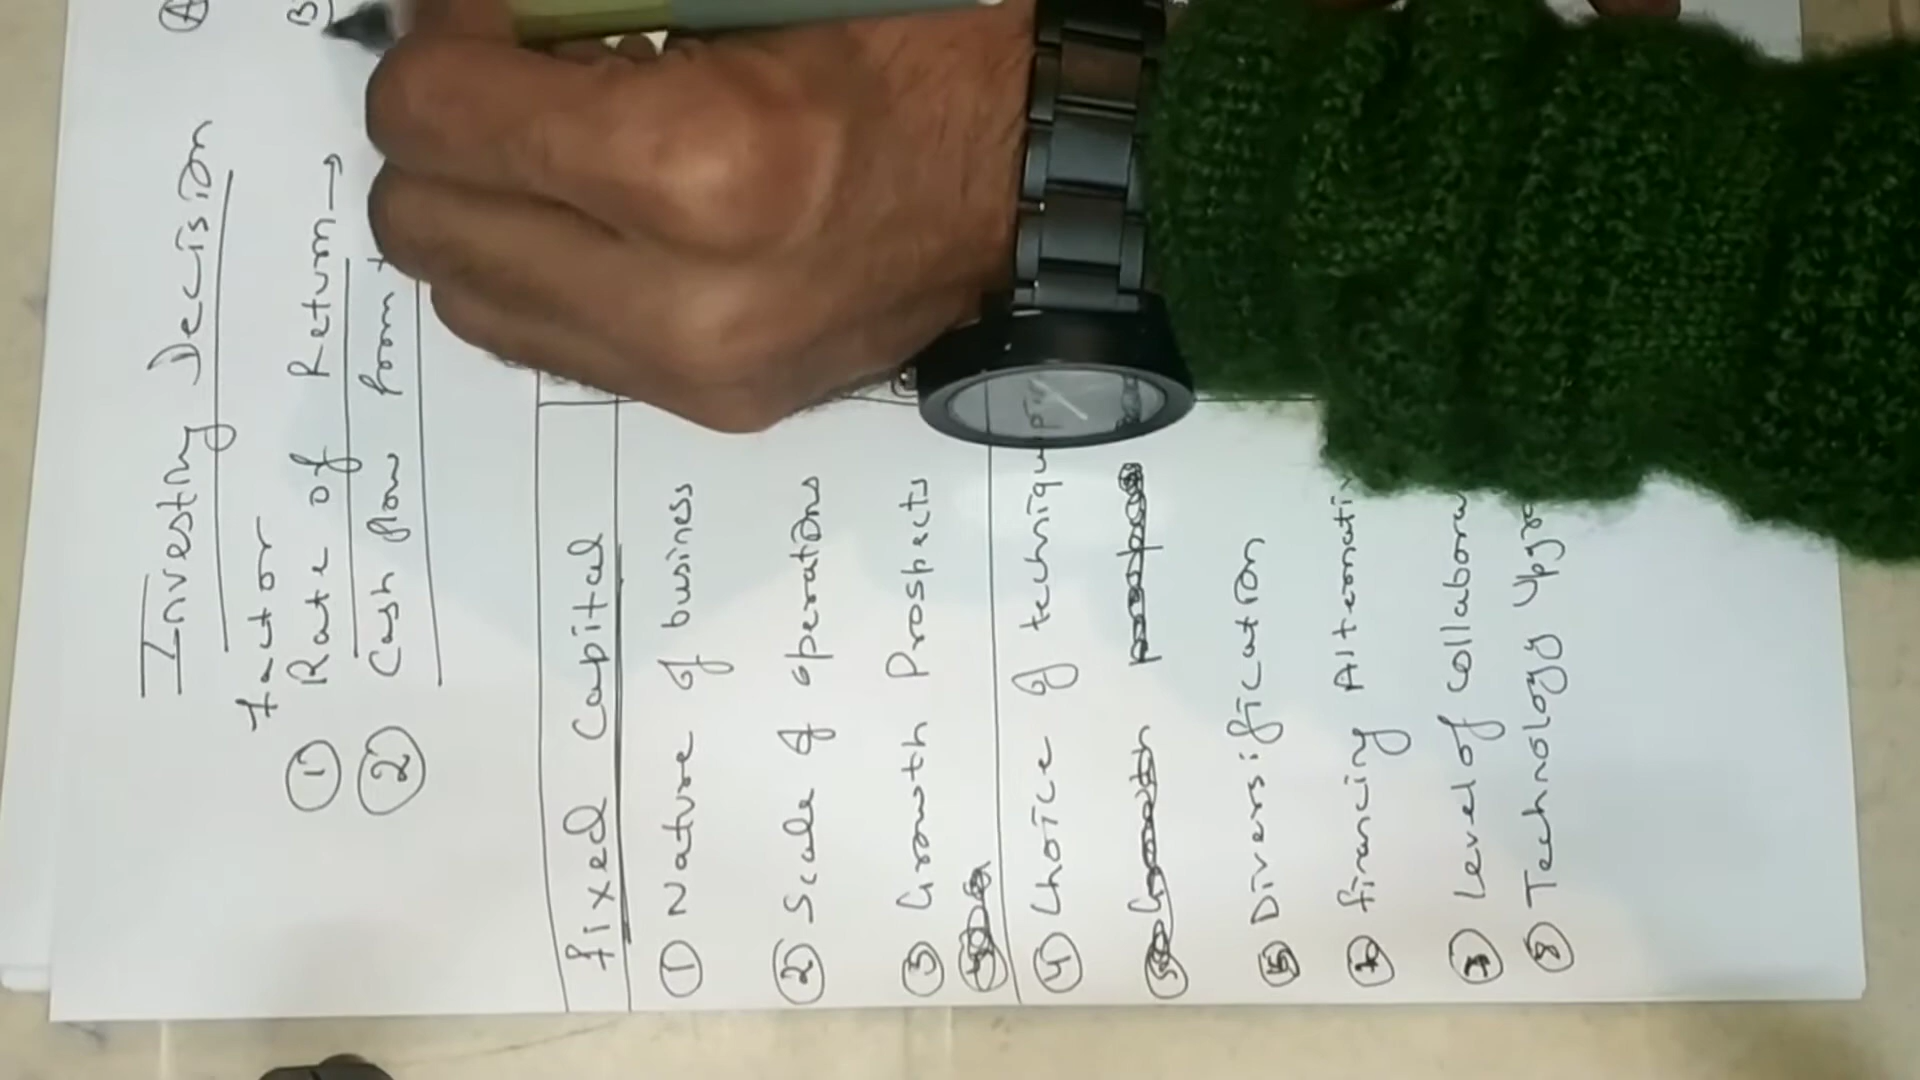 Investing Decision
factor
① Rate of Return →
② Cash flow from
Fixed Capital
① Nature of business
② Scale of operations
③ Growth Prospects
④ Choice of techniqu
⑤ Diversification
financing Alternativ
⑦ Level of collabora
⑧ Technology Upgra
A
B